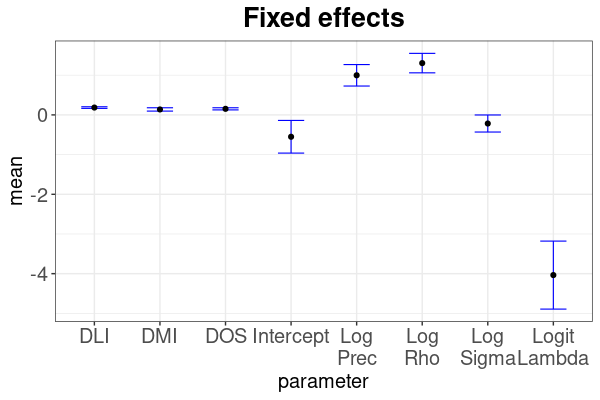 Fixed effects
mean
0
-2
-4
DLI DMI DOS Intercept Log Prec Log Rho Log Sigma Logit Lambda
parameter